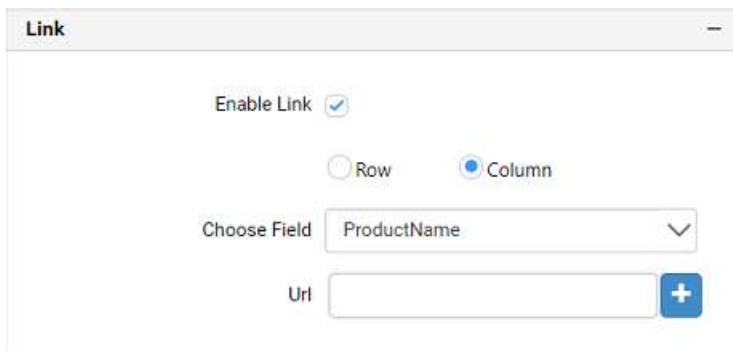 Link
Enable Link
Row Column
Choose Field ProductName
Url